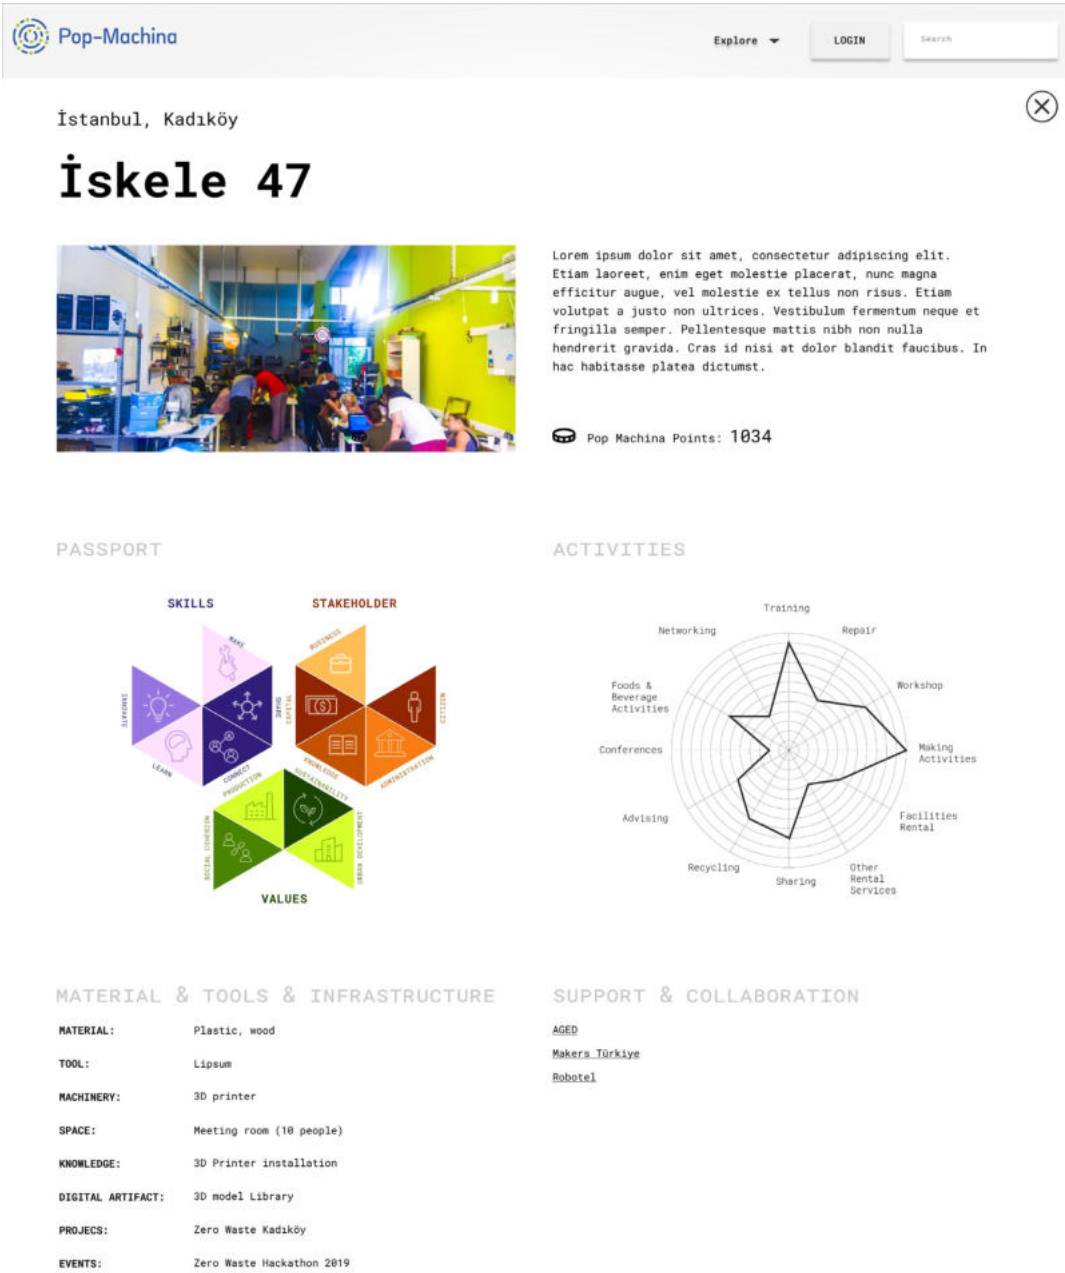 Pop-Machina
Explore
LOGIN
Search
İstanbul, Kadıköy
İskele 47
Lorem ipsum dolor sit amet, consectetur adipiscing elit.
Etiam laoreet, enim eget molestie placerat, nunc magna
efficitur augue, vel molestie ex tellus non risus. Etiam
volutpat a justo non ultrices. Vestibulum fermentum neque et
fringilla semper. Pellentesque mattis nibh non nulla
hendrerit gravida. Cras id nisi at dolor blandit faucibus. In
hac habitasse platea dictumst.
Pop Machina Points: 1034
PASSPORT
SKILLS
MAKE
INNOVATE
SHARE
LEARN
CONNECT
STAKEHOLDER
BUSINESS
CAPITAL
CITIZEN
KNOWLEDGE
ADMINISTRATION
PRODUCTION
SUSTAINABILITY
SOCIAL COHESION
URBAN DEVELOPMENT
VALUES
ACTIVITIES
Training
Networking
Repair
Foods &
Beverage
Activities
Workshop
Conferences
Making
Activities
Advising
Facilities
Rental
Recycling
Sharing
Other
Rental
Services
MATERIAL & TOOLS & INFRASTRUCTURE
MATERIAL: Plastic, wood
TOOL: Lipsum
MACHINERY: 3D printer
SPACE: Meeting room (10 people)
KNOWLEDGE: 3D Printer installation
DIGITAL ARTIFACT: 3D model Library
PROJECS: Zero Waste Kadıköy
EVENTS: Zero Waste Hackathon 2019
SUPPORT & COLLABORATION
AGED
Makers Türkiye
Robotel